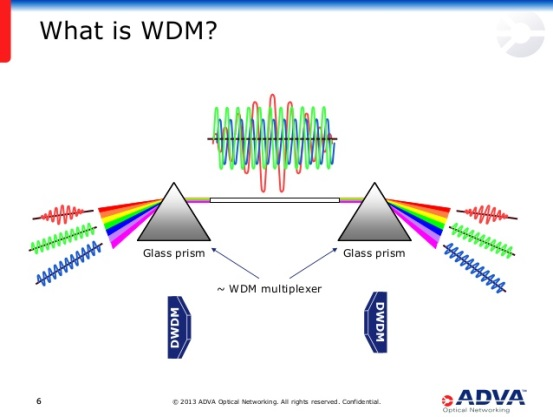 What is WDM?
Glass prism
Glass prism
~ WDM multiplexer
DWDM
DWDM
6
© 2013 ADVA Optical Networking. All rights reserved. Confidential.
ADVA™
Optical Networking